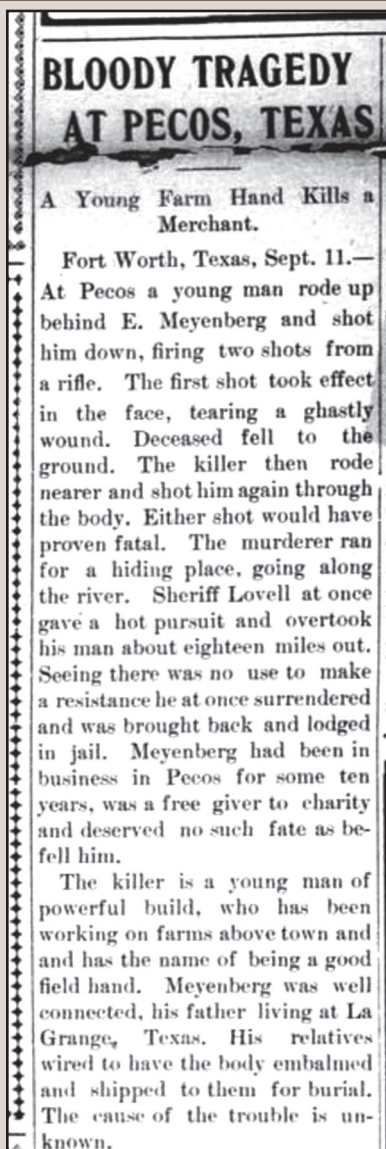 BLOODY TRAGEDY
AT PECOS, TEXAS
A Young Farm Hand Kills a
Merchant.
Fort Worth, Texas, Sept. 11.—
At Pecos a young man rode up
behind E. Meyenberg and shot
him down, firing two shots from
a rifle. The first shot took effect
in the face, tearing a ghastly
wound. Deceased fell to the
ground. The killer then rode
nearer and shot him again through
the body. Either shot would have
proven fatal. The murderer ran
for a hiding place, going along
the river. Sheriff Lovell at once
gave a hot pursuit and overtook
his man about eighteen miles out.
Seeing there was no use to make
a resistance he at once surrendered
and was brought back and lodged
in jail. Meyenberg had been in
business in Pecos for some ten
years, was a free giver to charity
and deserved no such fate as be-
fell him.
The killer is a young man of
powerful build, who has been
working on farms above town and
and has the name of being a good
field hand. Meyenberg was well
connected, his father living at La
Grange, Texas. His relatives
wired to have the body embalmed
and shipped to them for burial.
The cause of the trouble is un-
known.